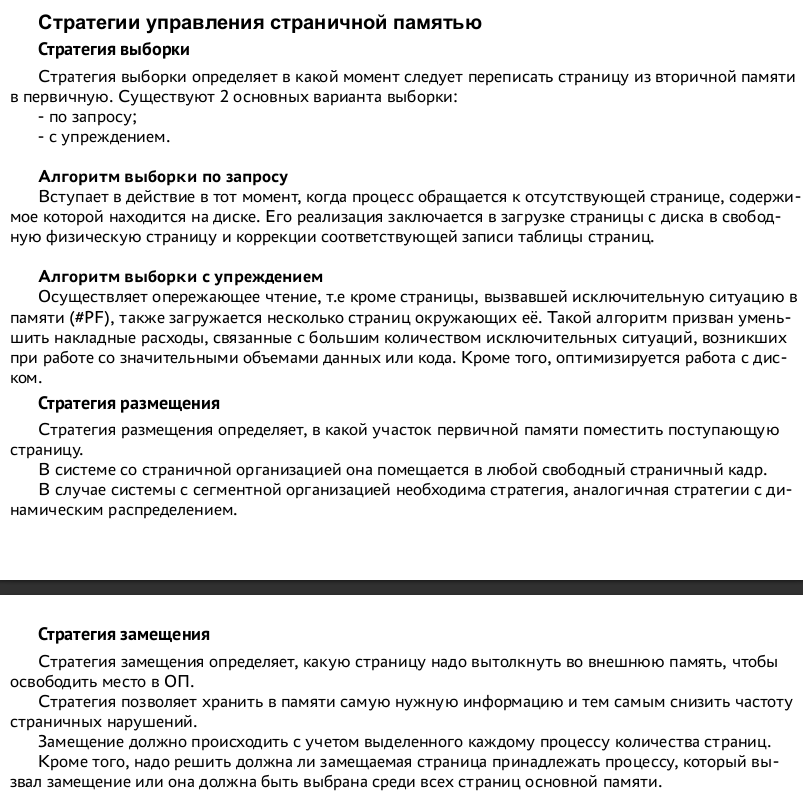 Стратегии управления страничной памятью
Стратегия выборки
Стратегия выборки определяет в какой момент следует переписать страницу из вторичной памяти
в первичную. Существуют 2 основных варианта выборки:
- по запросу;
- с упреждением.
Алгоритм выборки по запросу
Вступает в действие в тот момент, когда процесс обращается к отсутствующей странице, содержи-
мое которой находится на диске. Его реализация заключается в загрузке страницы с диска в свобод-
ную физическую страницу и коррекции соответствующей записи таблицы страниц.
Алгоритм выборки с упреждением
Осуществляет опережающее чтение, т.е кроме страницы, вызвавшей исключительную ситуацию в
памяти (#PF), также загружается несколько страниц окружающих её. Такой алгоритм призван умень-
шить накладные расходы, связанные с большим количеством исключительных ситуаций, возникших
при работе со значительными объемами данных или кода. Кроме того, оптимизируется работа с дис-
ком.
Стратегия размещения
Стратегия размещения определяет, в какой участок первичной памяти поместить поступающую
страницу.
В системе со страничной организацией она помещается в любой свободный страничный кадр.
В случае системы с сегментной организацией необходима стратегия, аналогичная стратегии с ди-
намическим распределением.
Стратегия замещения
Стратегия замещения определяет, какую страницу надо вытолкнуть во внешнюю память, чтобы
освободить место в ОП.
Стратегия позволяет хранить в памяти самую нужную информацию и тем самым снизить частоту
страничных нарушений.
Замещение должно происходить с учетом выделенного каждому процессу количества страниц.
Кроме того, надо решить должна ли замещаемая страница принадлежать процессу, который вы-
звал замещение или она должна быть выбрана среди всех страниц основной памяти.